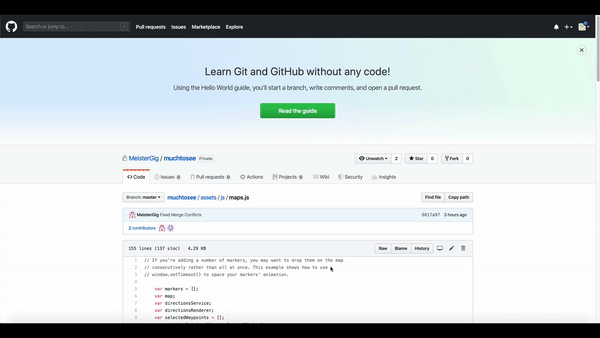 Search or jump to... /
Pull requests Issues Marketplace Explore
Learn Git and GitHub without any code!
Using the Hello World guide, you'll start a branch, write comments, and open a pull request.
Read the guide
MeisterGig / muchtosee Private
Unwatch 2 Star 0 Fork 0
Code Issues 0 Pull requests 0 Actions Projects 0 Wiki Security Insights
Branch: master muchtosee / assets / js / maps.js Find file Copy path
MeisterGig Fixed Merge Conflicts 3 hours ago
2 contributors
155 lines (137 sloc) 4.29 KB Raw Blame History
1 // If you're adding a number of markers, you may want to drop them on the map
2 // consecutively rather than all at once. This example shows how to use
3 // window.setTimeout() to space your markers' animation.
4
5 var markers = [];
6 var map;
7 var directionsService;
8 var directionsRenderer;
9 var selectedWaypoints = [];